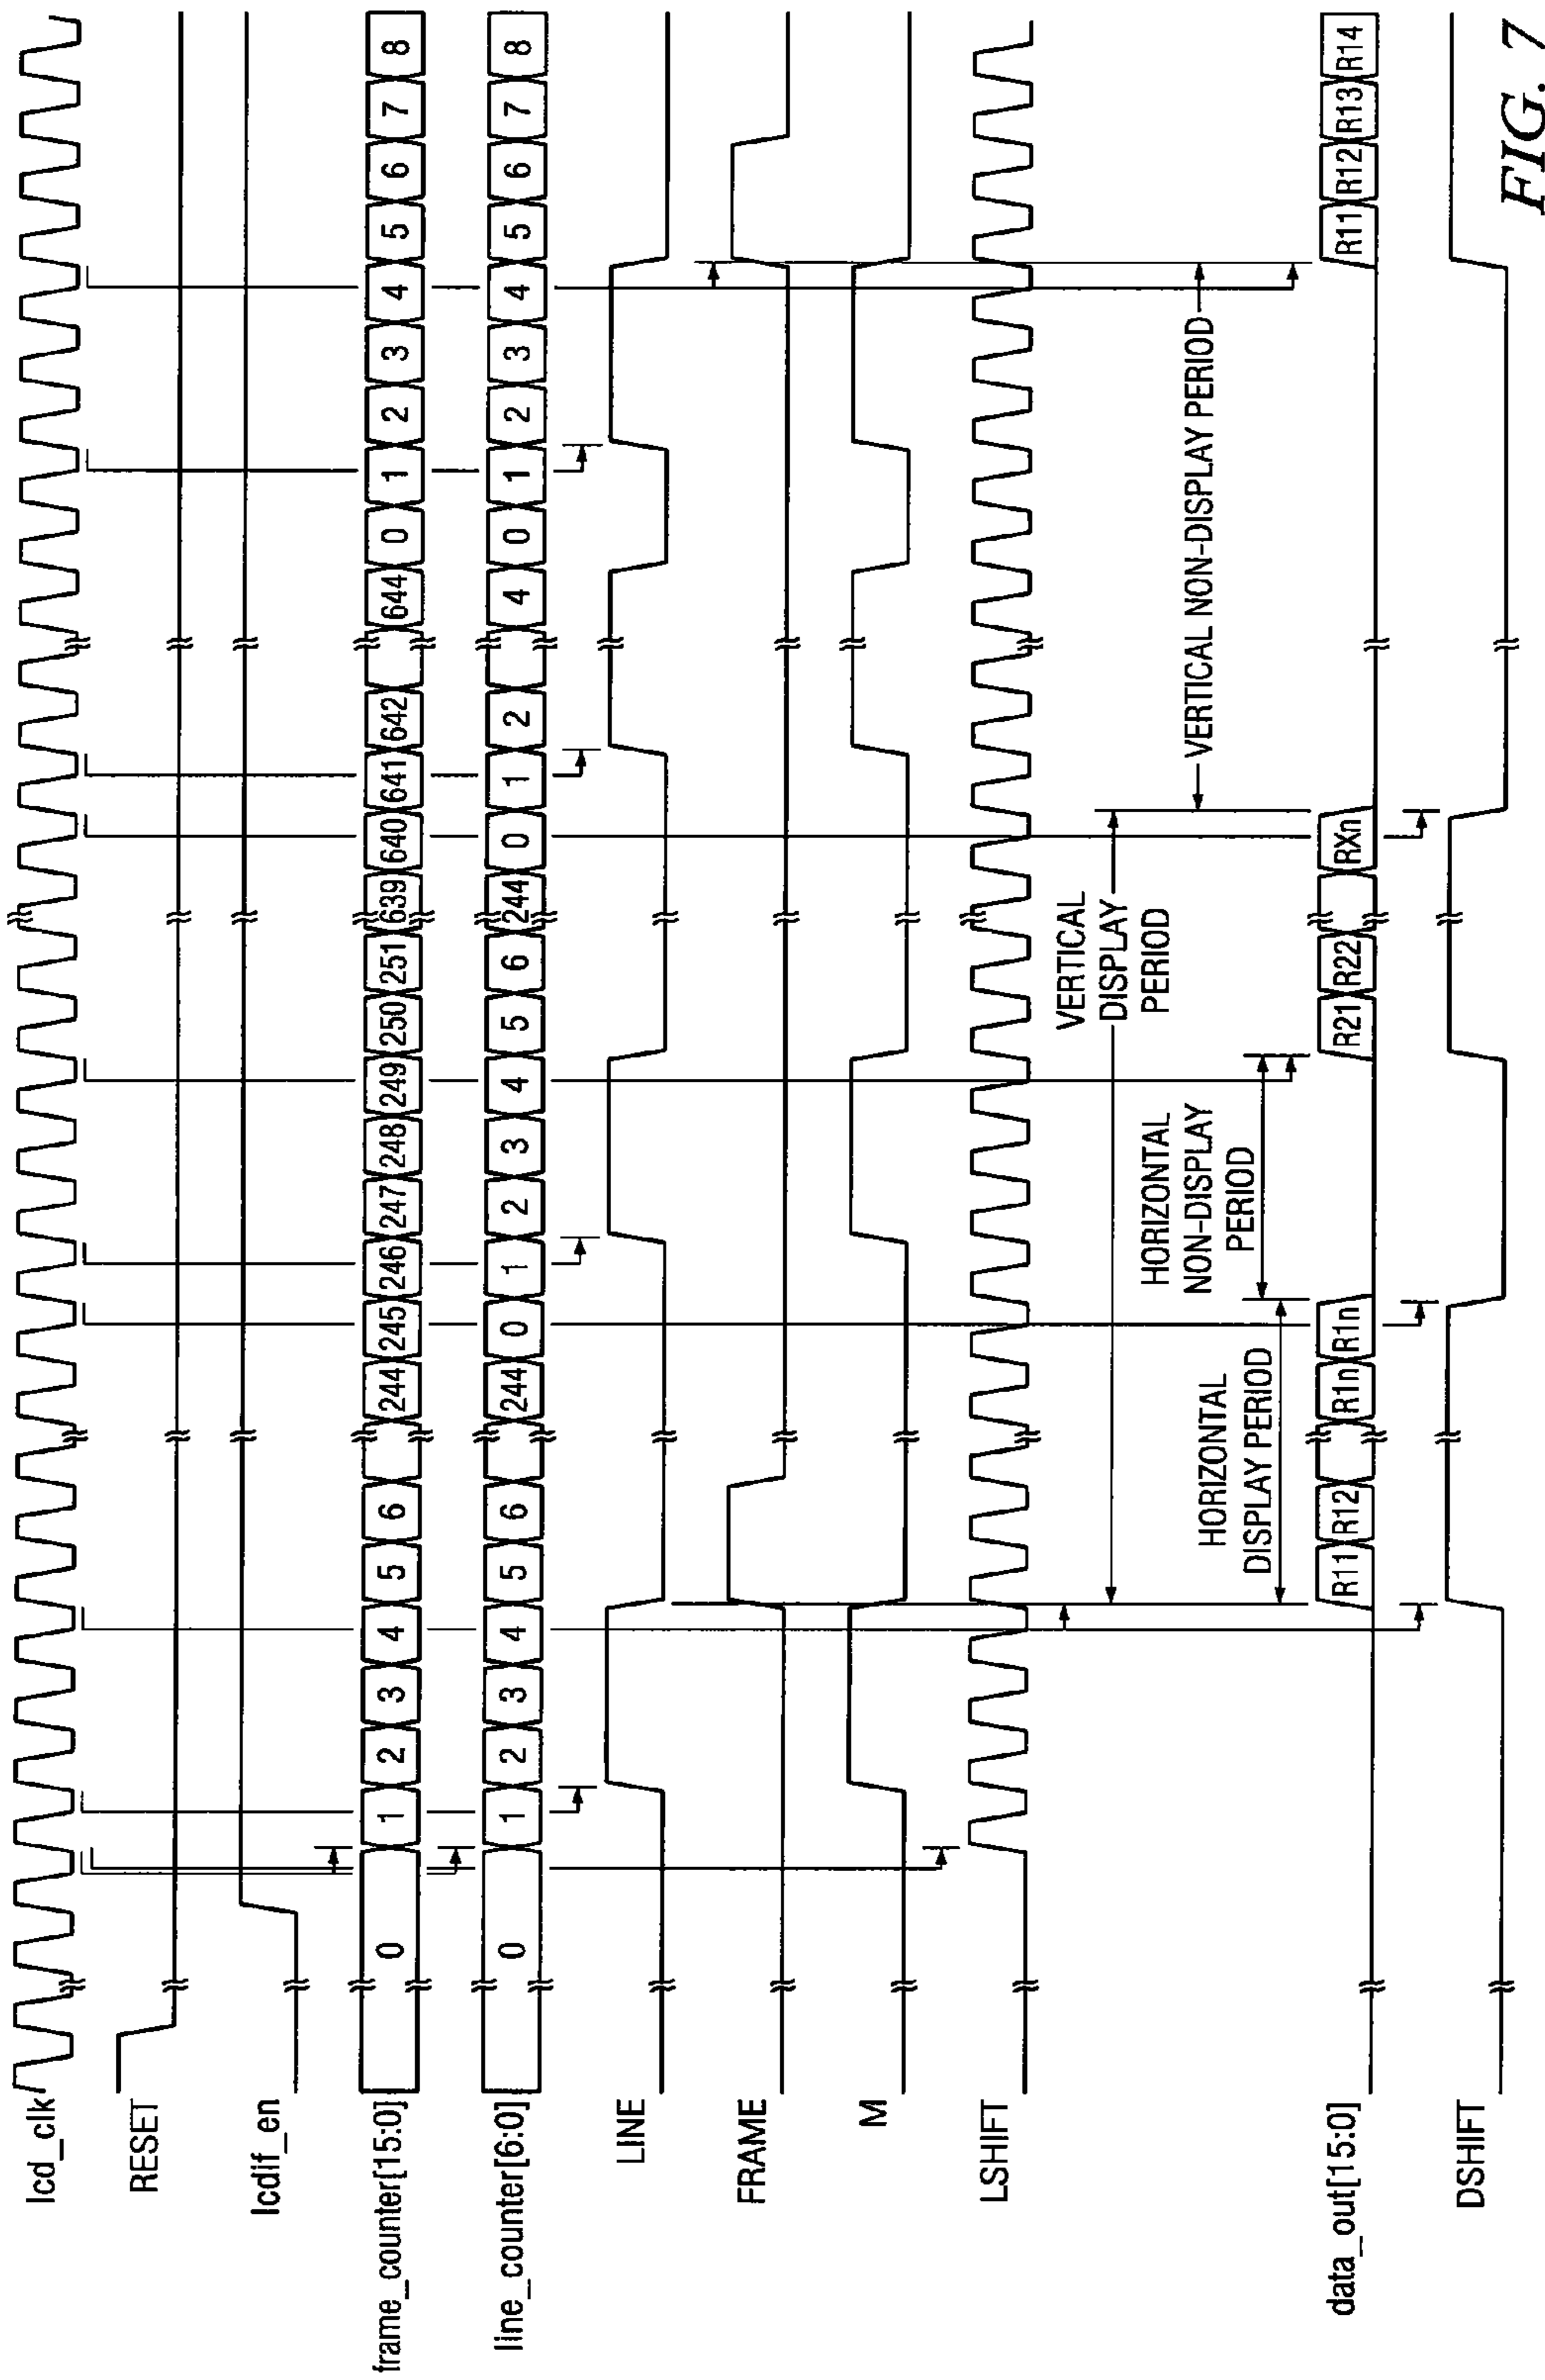 lcd_clk
RESET
lcdif_en
frame_counter[15:0] 0 1 2 3 4 5 6 244 245 246 247 248 249 250 251 639 640 641 642 644 0 1 2 3 4 5 6 7 8
line_counter[6:0] 0 1 2 3 4 5 6 244 0 1 2 3 4 5 6 244 0 1 2 4 0 1 2 3 4 5 6 7 8
LINE
FRAME
M
LSHIFT
VERTICAL
DISPLAY
PERIOD
HORIZONTAL
NON-DISPLAY
PERIOD
VERTICAL NON-DISPLAY PERIOD
HORIZONTAL
DISPLAY PERIOD
data_out[15:0] R11 R12 R1n R1n R21 R22 RXn R11 R12 R13 R14
DSHIFT
FIG. 7